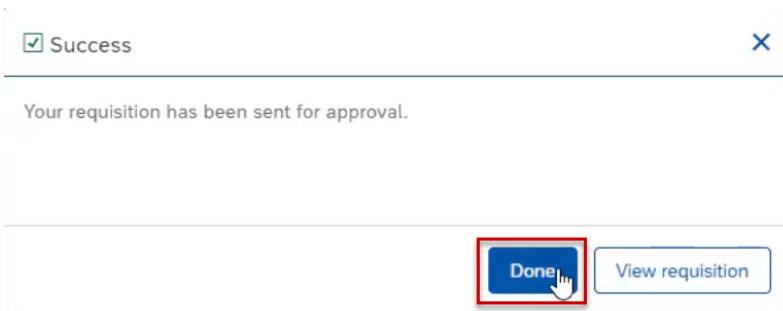 Success
Your requisition has been sent for approval.
Done View requisition